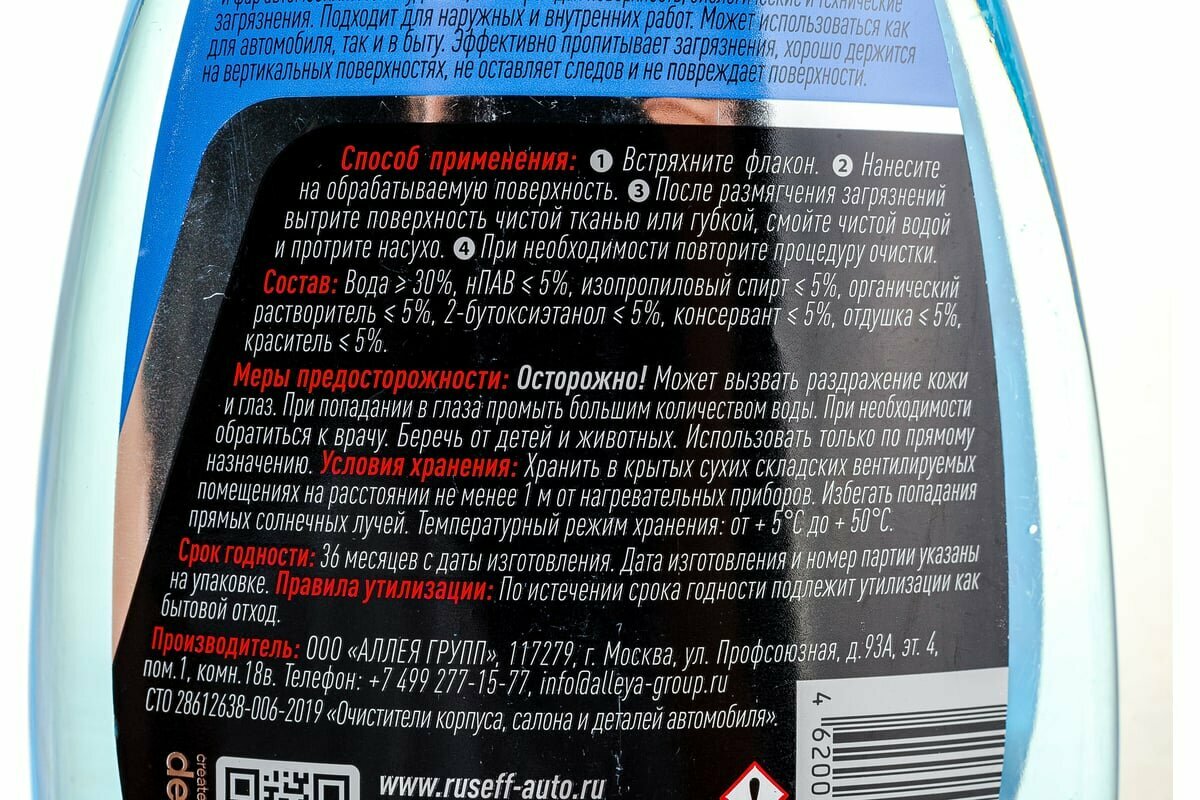 загрязнения. Подходит для наружных и внутренних работ. Может использоваться как
для автомобиля, так и в быту. Эффективно пропитывает загрязнения, хорошо держится
на вертикальных поверхностях, не оставляет следов и не повреждает поверхности.
Способ применения: 1 Встряхните флакон. 2 Нанесите
на обрабатываемую поверхность. 3 После размягчения загрязнений
вытрите поверхность чистой тканью или губкой, смойте чистой водой
и протрите насухо. 4 При необходимости повторите процедуру очистки.
Состав: Вода ≥ 30%, нПАВ ≤ 5%, изопропиловый спирт ≤ 5%, органический
растворитель ≤ 5%, 2-бутоксиэтанол ≤ 5%, консервант ≤ 5%, отдушка ≤ 5%,
краситель ≤ 5%.
Меры предосторожности: Осторожно! Может вызвать раздражение кожи
и глаз. При попадании в глаза промыть большим количеством воды. При необходимости
обратиться к врачу. Беречь от детей и животных. Использовать только по прямому
назначению. Условия хранения: Хранить в крытых сухих складских вентилируемых
помещениях на расстоянии не менее 1 м от нагревательных приборов. Избегать попадания
прямых солнечных лучей. Температурный режим хранения: от + 5°C до + 50°C.
Срок годности: 36 месяцев с даты изготовления. Дата изготовления и номер партии указаны
на упаковке. Правила утилизации: По истечении срока годности подлежит утилизации как
бытовой отход.
Производитель: ООО «АЛЛЕЯ ГРУПП», 117279, г. Москва, ул. Профсоюзная, д. 93А, эт. 4,
пом. 1, комн. 18в. Телефон: +7 499 277-15-77, info@alleya-group.ru
СТО 28612638-006-2019 «Очистители корпуса, салона и деталей автомобиля».
4 6200
create
de
www.ruseff-auto.ru